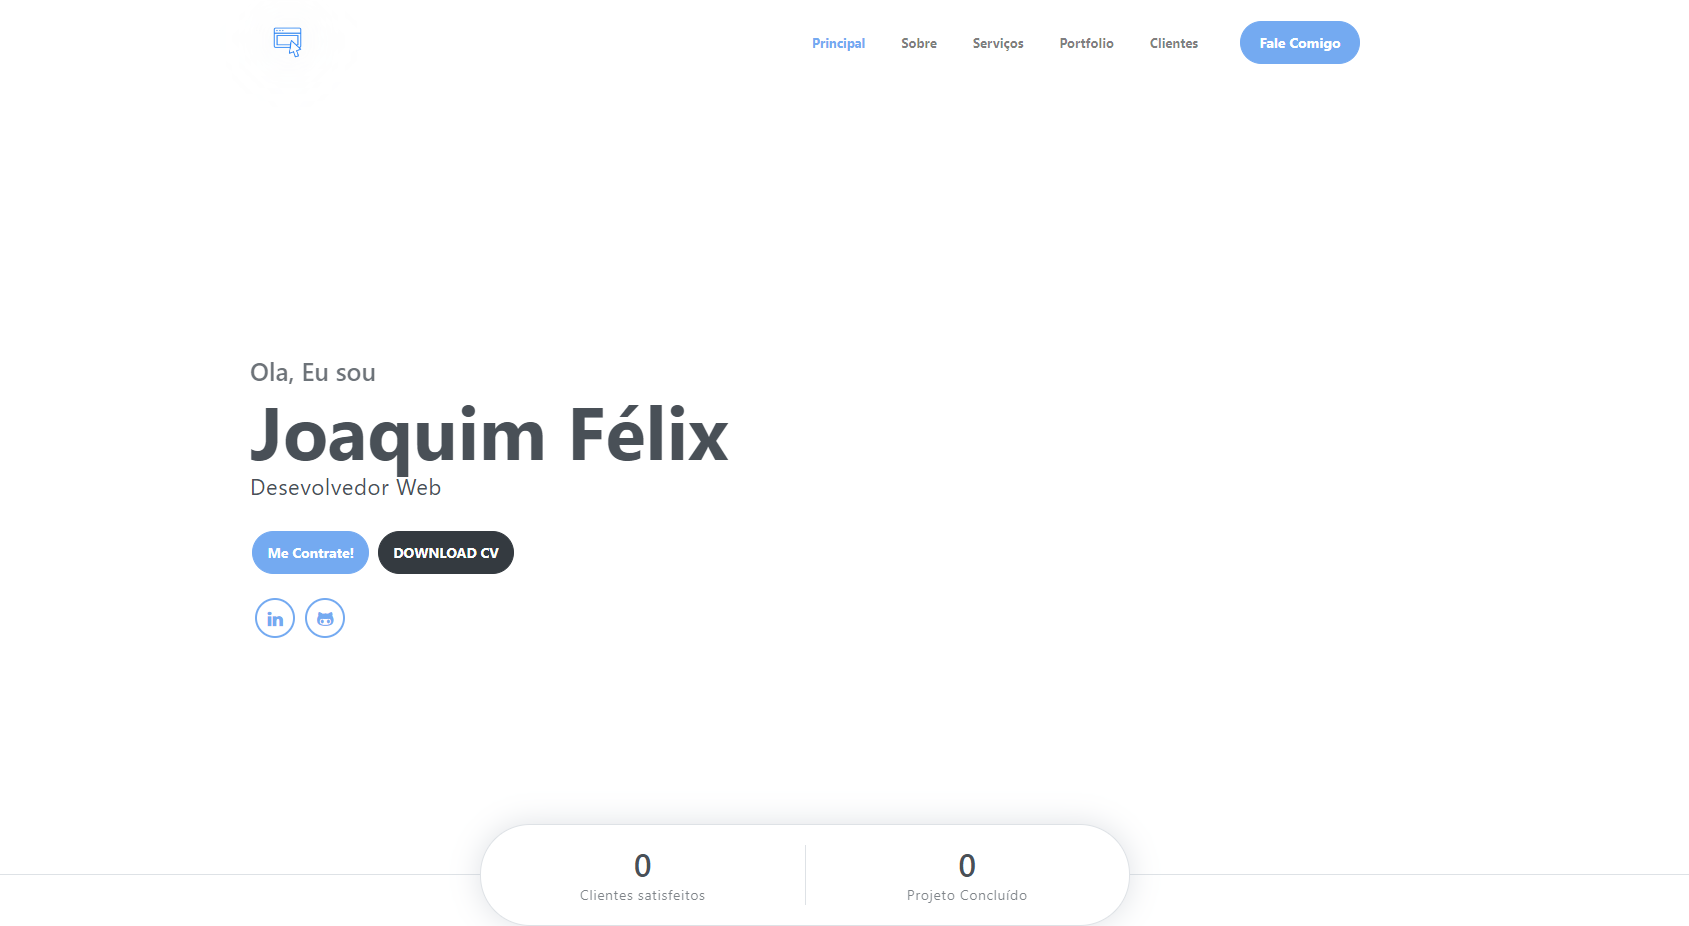 Principal Sobre Serviços Portfolio Clientes Fale Comigo
Ola, Eu sou
Joaquim Félix
Desevolvedor Web
Me Contrate! DOWNLOAD CV
in
0 0
Clientes satisfeitos Projeto Concluído